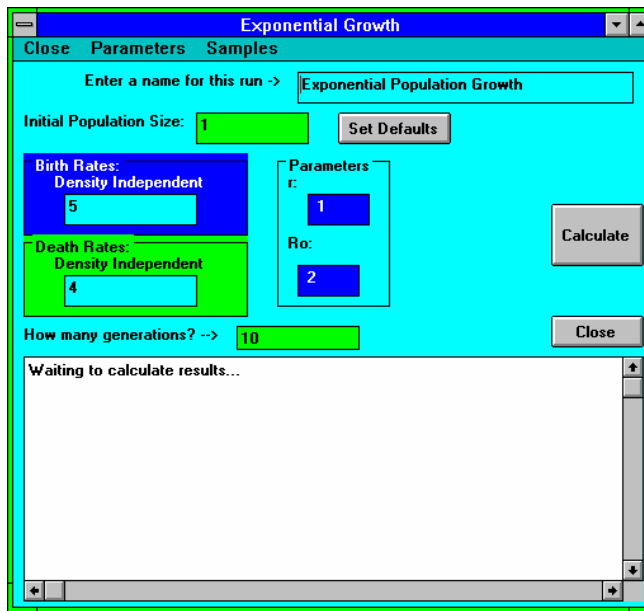 Exponential Growth
Close Parameters Samples
Enter a name for this run -> Exponential Population Growth
Initial Population Size: 1 Set Defaults
Birth Rates:
Density Independent
5
Parameters
r:
1
Death Rates:
Density Independent
4
Ro:
2
Calculate
How many generations? --> 10
Close
Waiting to calculate results...